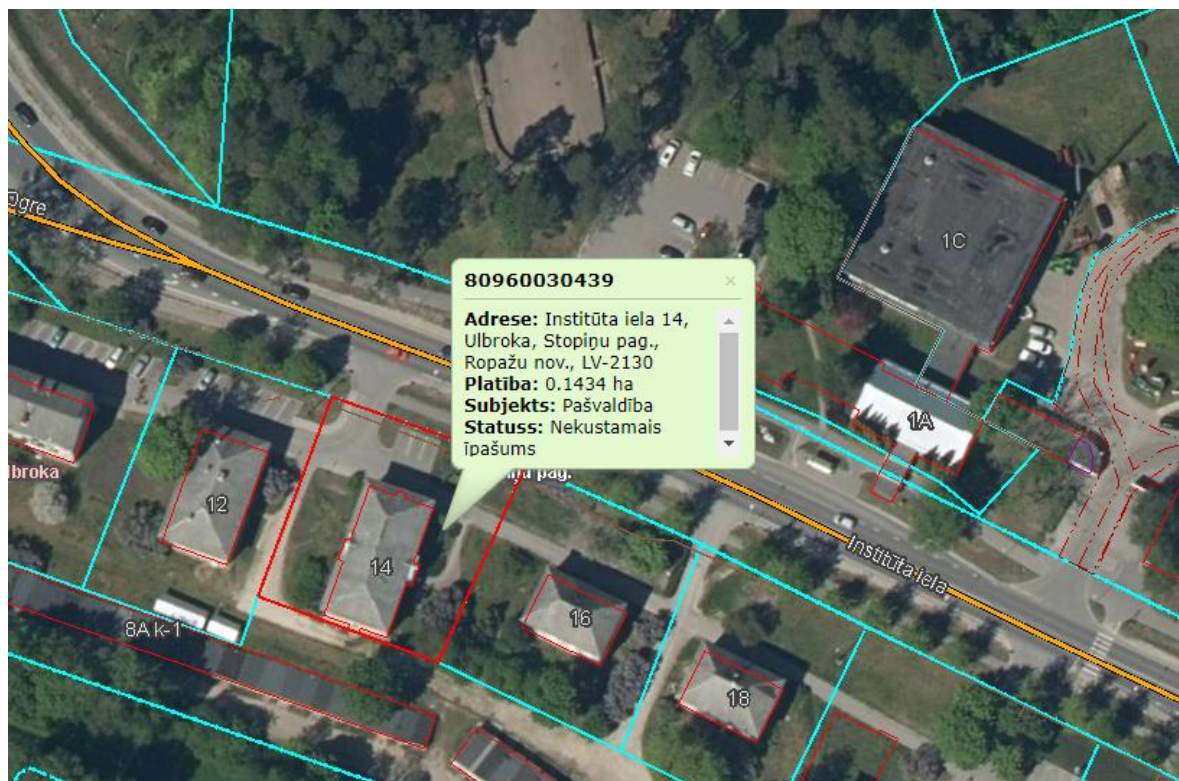 Ogre
1C
80960030439
×
Adrese: Institūta iela 14,
Ulbroka, Stopiņu pag.,
Ropažu nov., LV-2130
Platība: 0.1434 ha
Subjekts: Pašvaldība
Statuss: Nekustamais
īpašums
1A
lbroka
pag.
12
14
Institūta iela
16
8A k-1
18